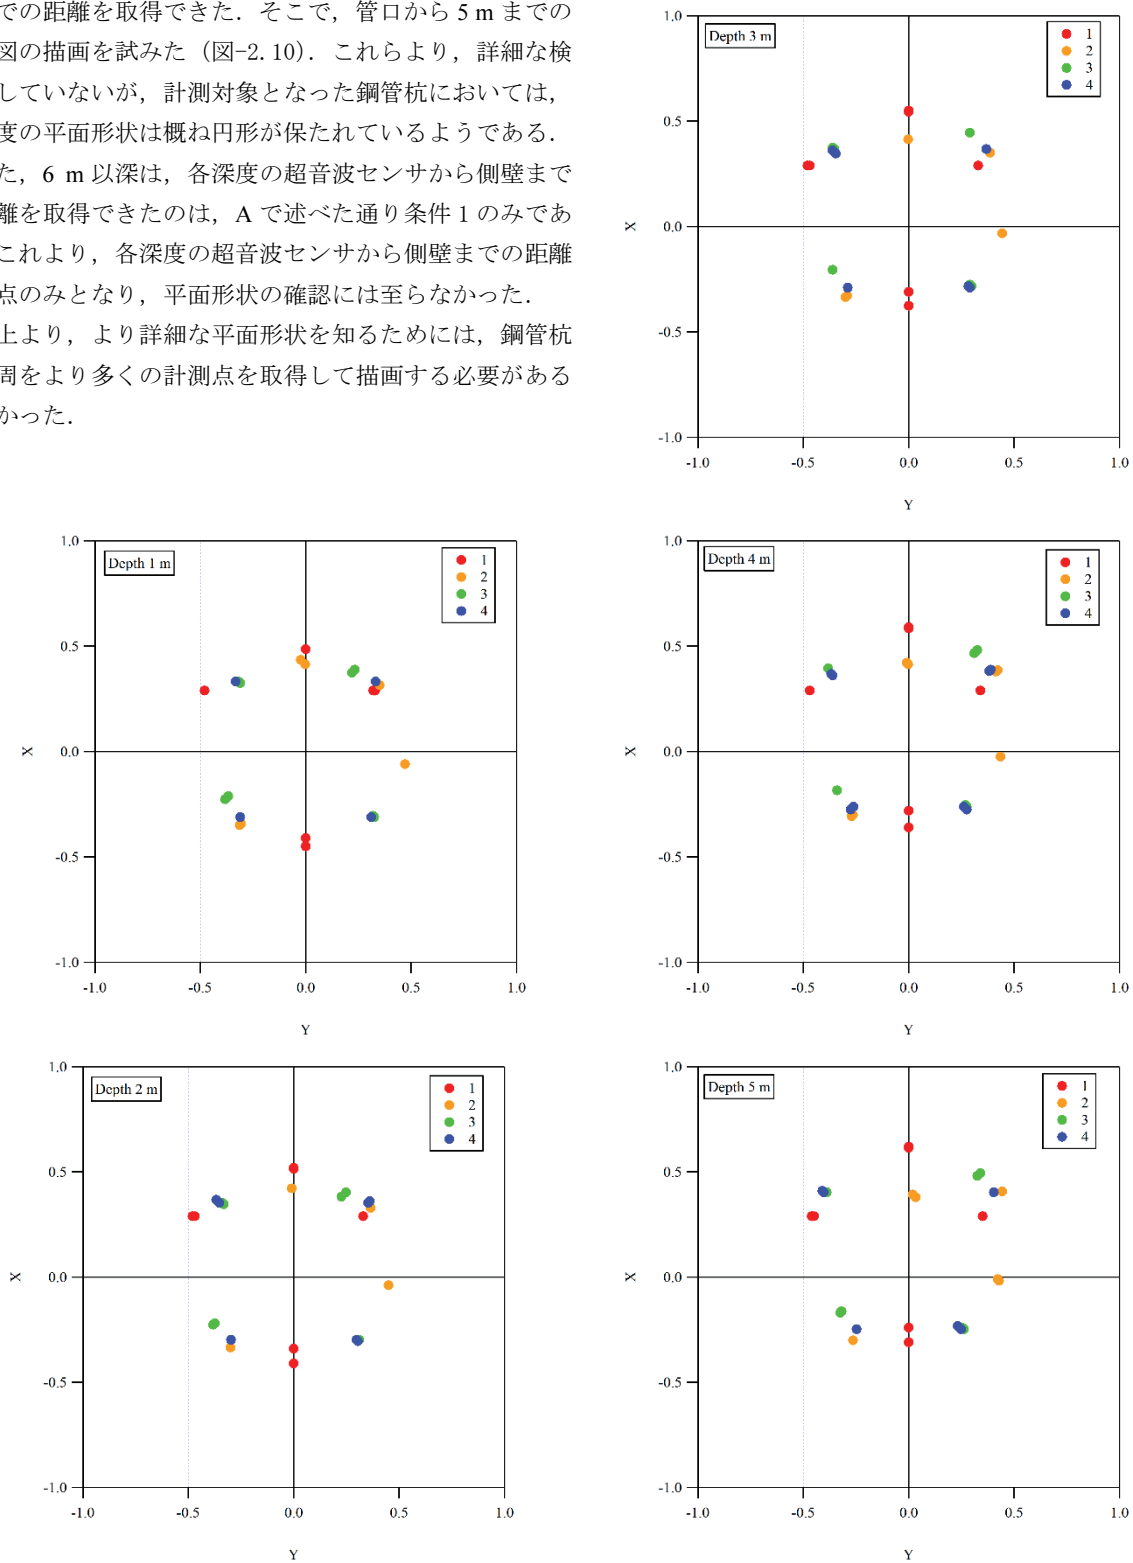 での距離を取得できた．そこで，管口から 5 m までの
図の描画を試みた（図-2.10）．これらより，詳細な検
していないが，計測対象となった鋼管杭においては，
度の平面形状は概ね円形が保たれているようである．
た，6 m 以深は，各深度の超音波センサから側壁まで
離を取得できたのは，A で述べた通り条件 1 のみであ
これより，各深度の超音波センサから側壁までの距離
点のみとなり，平面形状の確認には至らなかった．
上より，より詳細な平面形状を知るためには，鋼管杭
周をより多くの計測点を取得して描画する必要がある
かった．
Depth 3 m
1
2
3
4
1.0
0.5
0.0
-0.5
-1.0
X
-1.0 -0.5 0.0 0.5 1.0
Y
Depth 1 m
1
2
3
4
1.0
0.5
0.0
-0.5
-1.0
X
-1.0 -0.5 0.0 0.5 1.0
Y
Depth 4 m
1
2
3
4
1.0
0.5
0.0
-0.5
-1.0
X
-1.0 -0.5 0.0 0.5 1.0
Y
Depth 2 m
1
2
3
4
1.0
0.5
0.0
-0.5
-1.0
X
-1.0 -0.5 0.0 0.5 1.0
Y
Depth 5 m
1
2
3
4
1.0
0.5
0.0
-0.5
-1.0
X
-1.0 -0.5 0.0 0.5 1.0
Y